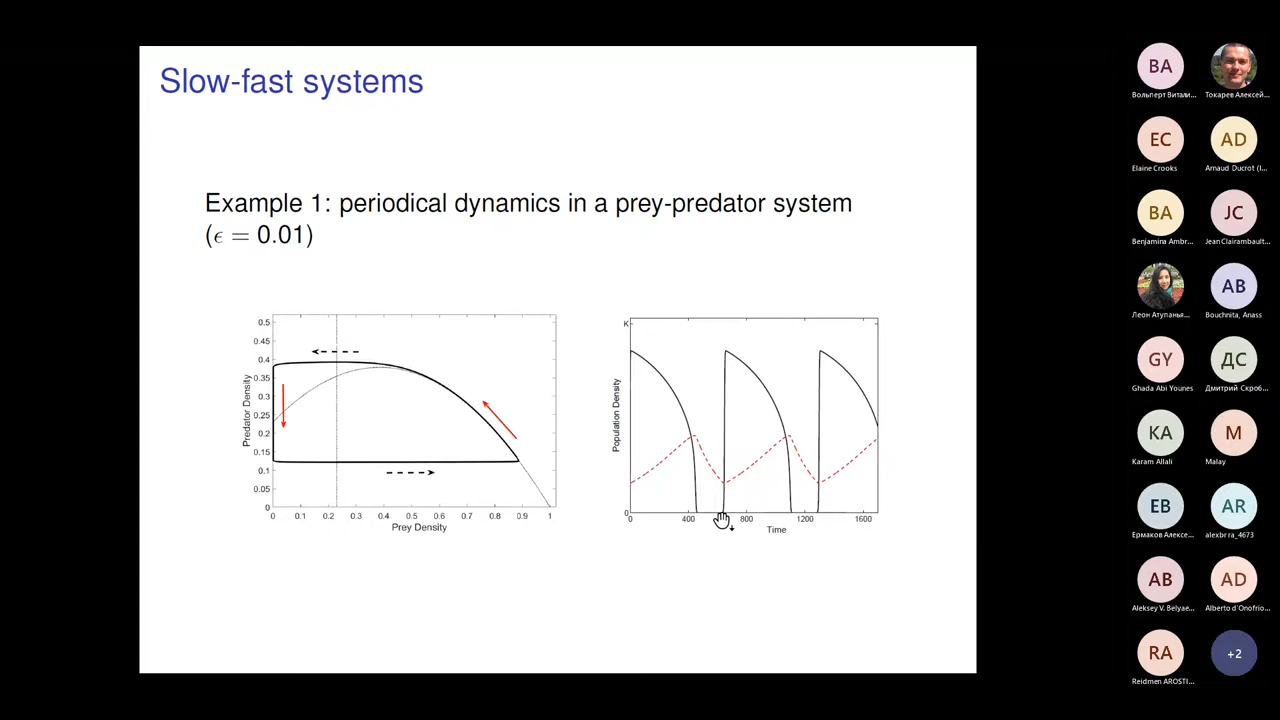 Slow-fast systems
Example 1: periodical dynamics in a prey-predator system
(ϵ = 0.01)
0.5
0.45
0.4
0.35
0.3
0.25
0.2
0.15
0.1
0.05
0
Predator Density
0 0.1 0.2 0.3 0.4 0.5 0.6 0.7 0.8 0.9 1
Prey Density
K
0
Population Density
0 400 800 1200 1600
Time
BA
Вольперт Витали...
Токарев Алексей...
EC
Elaine Crooks
AD
Arnaud Ducrot (I...
BA
Benjamina Ambr...
JC
Jean Clairambault...
Леон Атупанья...
AB
Bouchnita, Anass
GY
Ghada Abi Younes
ДС
Дмитрий Скроб...
KA
Karam Allali
M
Malay
EB
Ермаков Алексе...
AR
alexbrra_4673
AB
Aleksey V. Belyae...
AD
Alberto d'Onofrio...
RA
Reidmen AROSTI...
+2